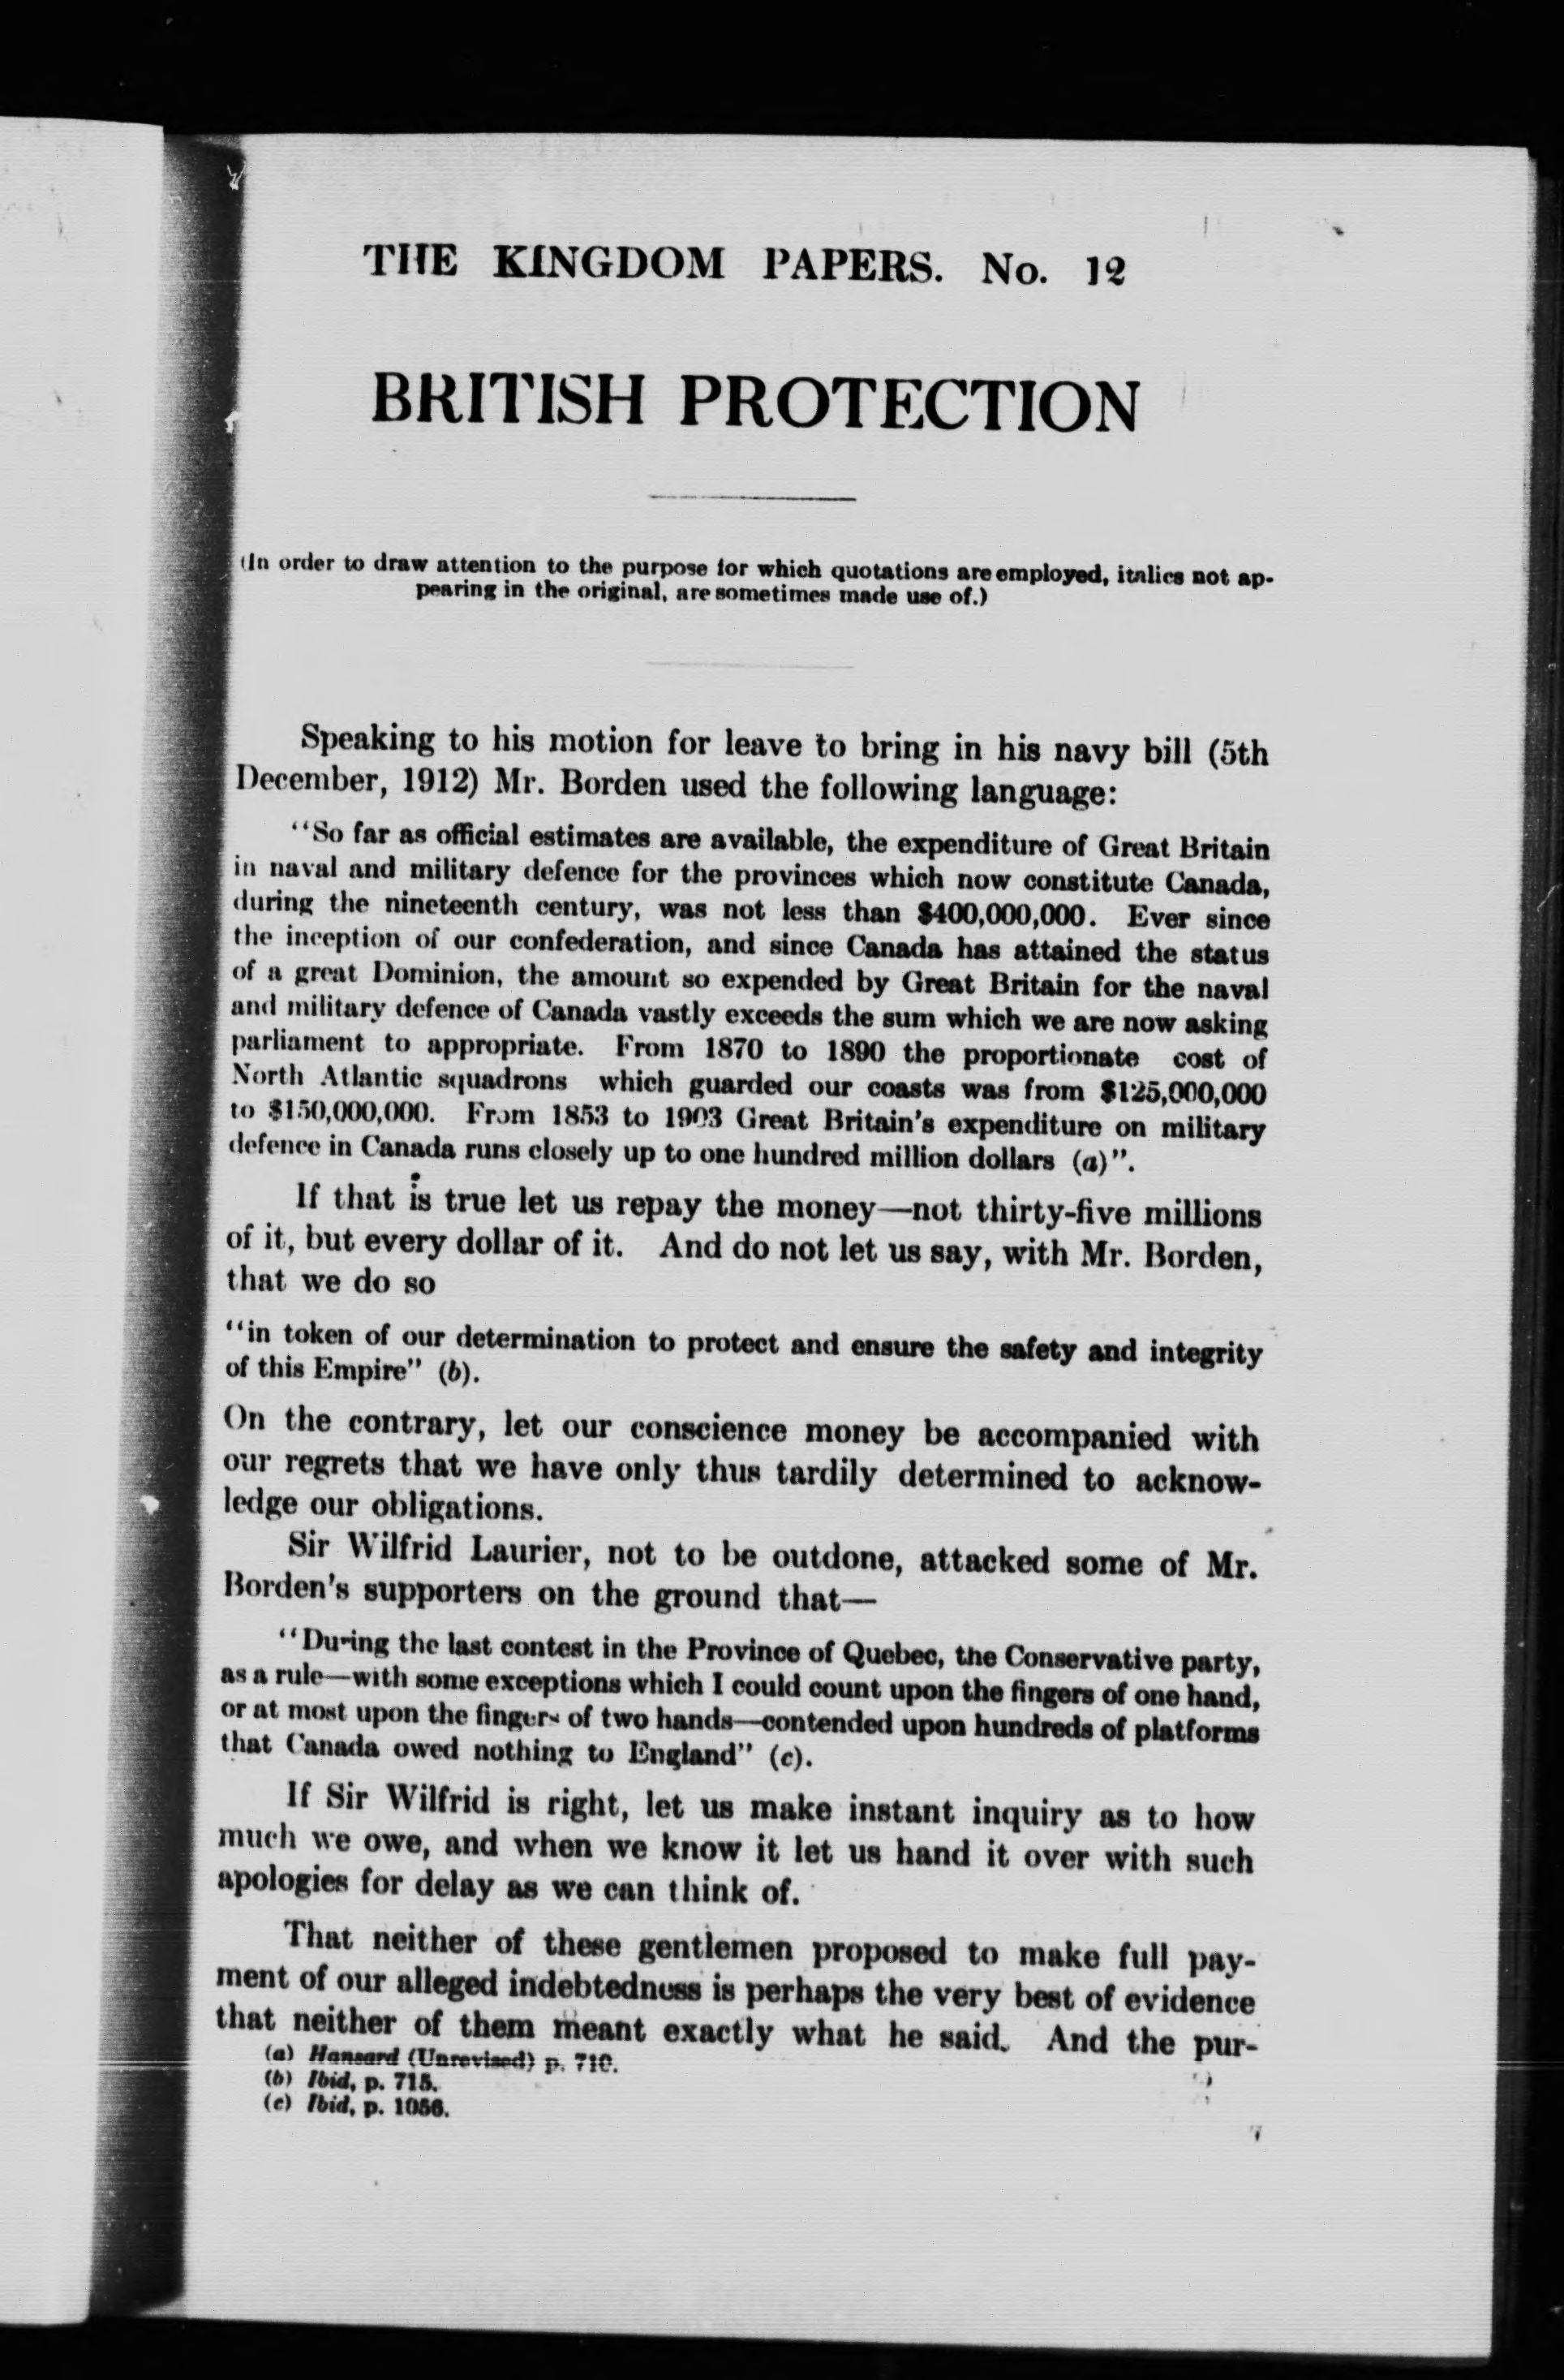 THE KINGDOM PAPERS. No. 12
BRITISH PROTECTION
(In order to draw attention to the purpose for which quotations are employed, italics not ap-
pearing in the original, are sometimes made use of.)
Speaking to his motion for leave to bring in his navy bill (5th
December, 1912) Mr. Borden used the following language:
"So far as official estimates are available, the expenditure of Great Britain
in naval and military defence for the provinces which now constitute Canada,
during the nineteenth century, was not less than $400,000,000. Ever since
the inception of our confederation, and since Canada has attained the status
of a great Dominion, the amount so expended by Great Britain for the naval
and military defence of Canada vastly exceeds the sum which we are now asking
parliament to appropriate. From 1870 to 1890 the proportionate cost of
North Atlantic squadrons which guarded our coasts was from $125,000,000
to $150,000,000. From 1853 to 1903 Great Britain's expenditure on military
defence in Canada runs closely up to one hundred million dollars (a)".
If that is true let us repay the money—not thirty-five millions
of it, but every dollar of it. And do not let us say, with Mr. Borden,
that we do so
"in token of our determination to protect and ensure the safety and integrity
of this Empire" (b).
On the contrary, let our conscience money be accompanied with
our regrets that we have only thus tardily determined to acknow-
ledge our obligations.
Sir Wilfrid Laurier, not to be outdone, attacked some of Mr.
Borden's supporters on the ground that—
"During the last contest in the Province of Quebec, the Conservative party,
as a rule—with some exceptions which I could count upon the fingers of one hand,
or at most upon the fingers of two hands—contended upon hundreds of platforms
that Canada owed nothing to England" (c).
If Sir Wilfrid is right, let us make instant inquiry as to how
much we owe, and when we know it let us hand it over with such
apologies for delay as we can think of.
That neither of these gentlemen proposed to make full pay-
ment of our alleged indebtedness is perhaps the very best of evidence
that neither of them meant exactly what he said. And the pur-
(a) Hansard (Unrevised) p. 710.
(b) Ibid, p. 715.
(c) Ibid, p. 1056.